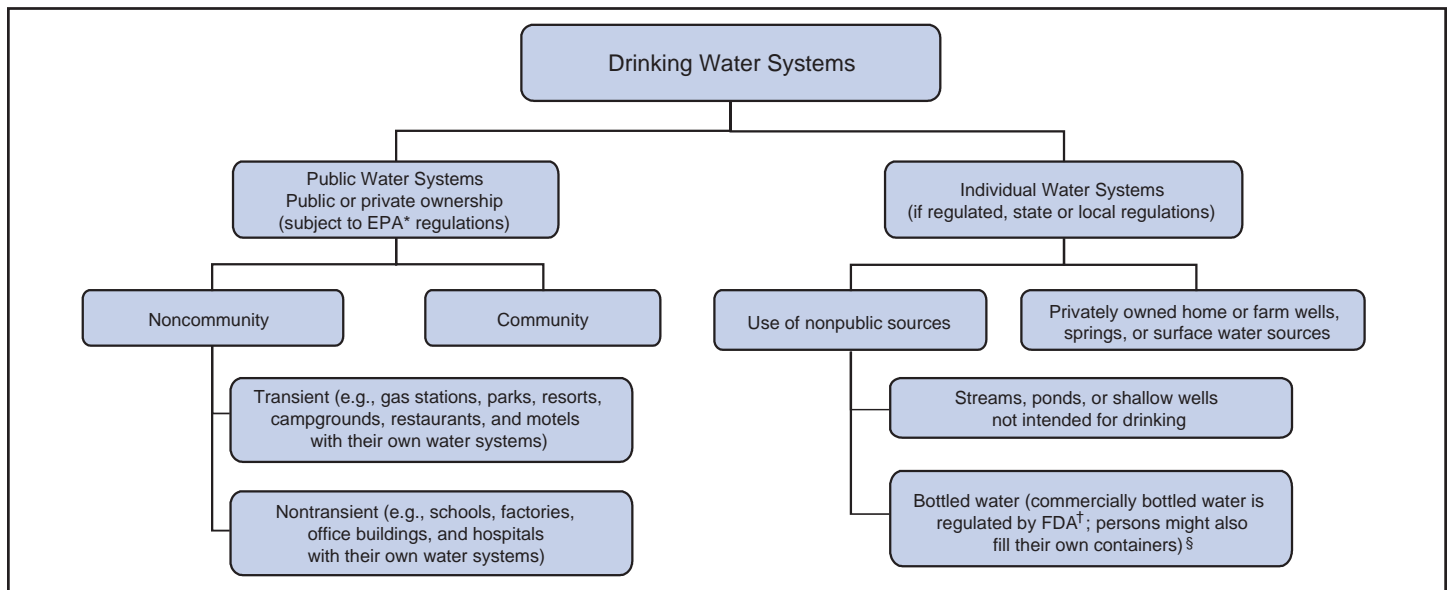 Drinking Water Systems
Public Water Systems
Public or private ownership
(subject to EPA* regulations)
Individual Water Systems
(if regulated, state or local regulations)
Noncommunity
Community
Use of nonpublic sources
Privately owned home or farm wells,
springs, or surface water sources
Transient (e.g., gas stations, parks, resorts,
campgrounds, restaurants, and motels
with their own water systems)
Streams, ponds, or shallow wells
not intended for drinking
Nontransient (e.g., schools, factories,
office buildings, and hospitals
with their own water systems)
Bottled water (commercially bottled water is
regulated by FDA†; persons might also
fill their own containers)§